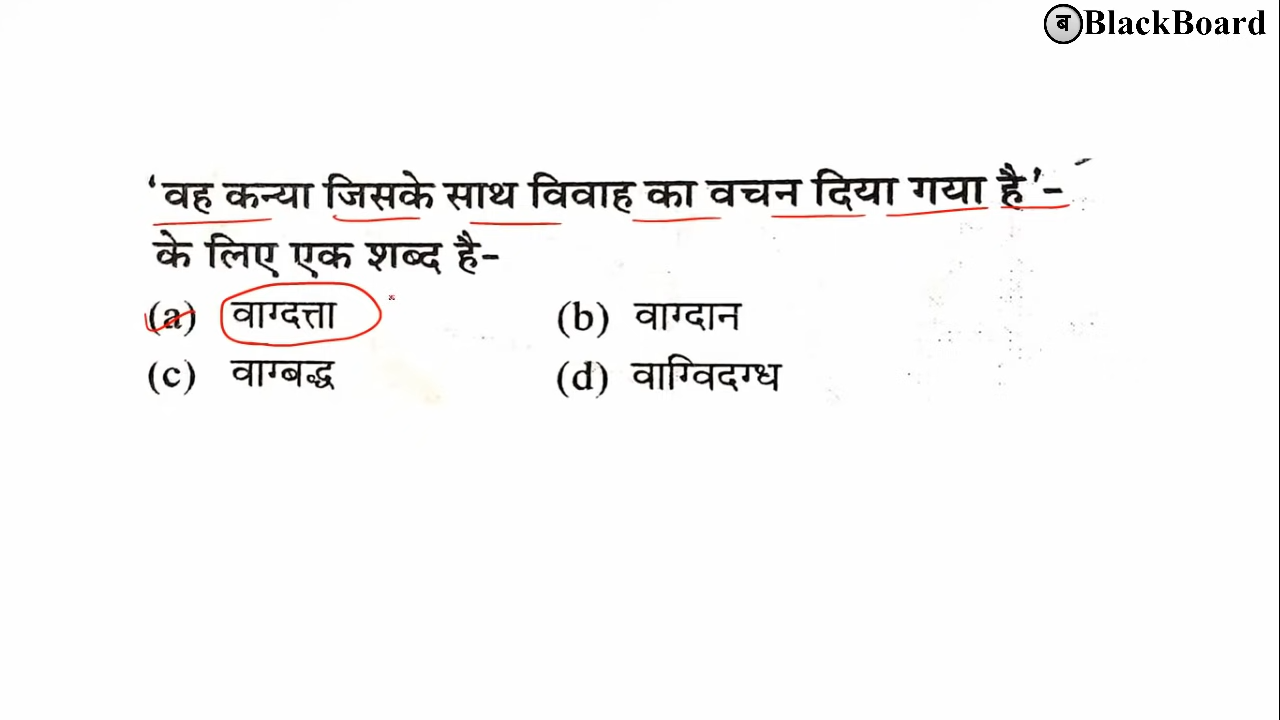 ब BlackBoard
'वह कन्या जिसके साथ विवाह का वचन दिया गया है'-
के लिए एक शब्द है-
(a) वाग्दत्ता (b) वाग्दान
(c) वाग्बद्ध (d) वाग्विदग्ध